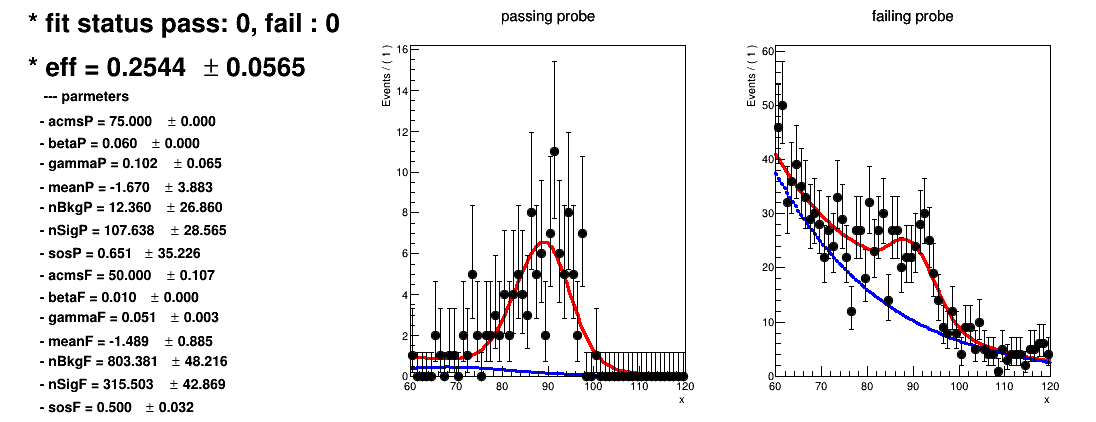 * fit status pass: 0, fail : 0
* eff = 0.2544 ± 0.0565
--- parmeters
- acmsP = 75.000 ± 0.000
- betaP = 0.060 ± 0.000
- gammaP = 0.102 ± 0.065
- meanP = -1.670 ± 3.883
- nBkgP = 12.360 ± 26.860
- nSigP = 107.638 ± 28.565
- sosP = 0.651 ± 35.226
- acmsF = 50.000 ± 0.107
- betaF = 0.010 ± 0.000
- gammaF = 0.051 ± 0.003
- meanF = -1.489 ± 0.885
- nBkgF = 803.381 ± 48.216
- nSigF = 315.503 ± 42.869
- sosF = 0.500 ± 0.032
passing probe
Events / ( 1 )
16
14
12
10
8
6
4
2
0
60 70 80 90 100 110 120
x
failing probe
Events / ( 1 )
60
50
40
30
20
10
0
60 70 80 90 100 110 120
x